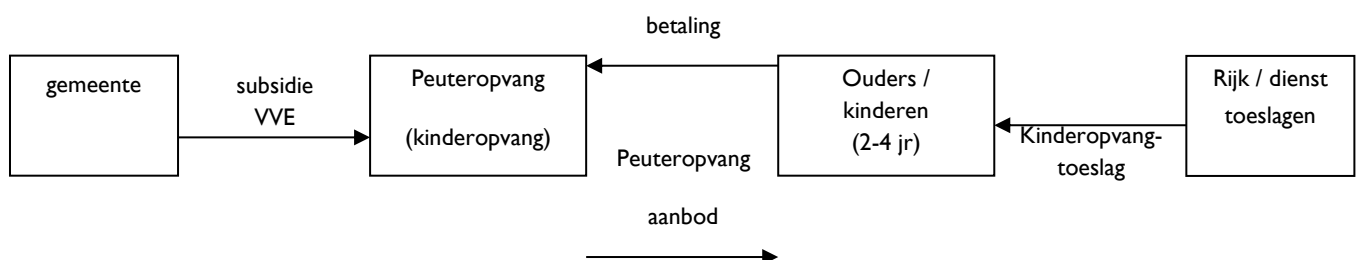 betaling
gemeente
subsidie
VVE
Peuteropvang
(kinderopvang)
Peuteropvang
aanbod
Ouders /
kinderen
(2-4 jr)
Kinderopvang-
toeslag
Rijk / dienst
toeslagen